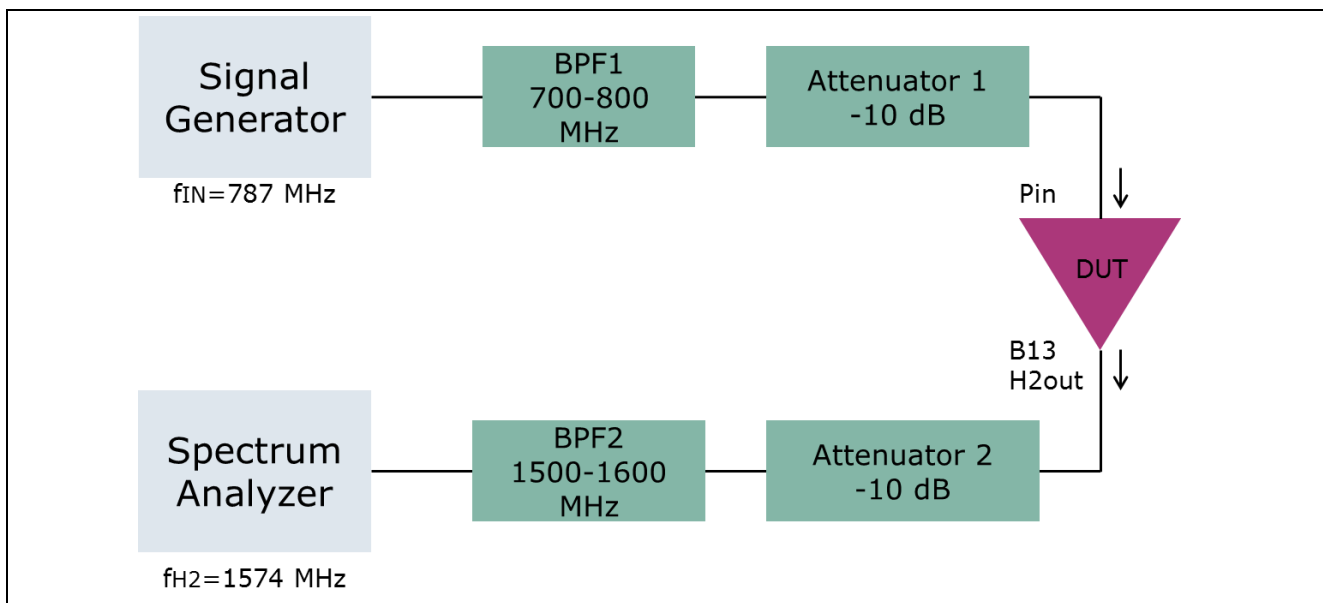 Signal
Generator
fIN=787 MHz
BPF1
700-800
MHz
Attenuator 1
-10 dB
Pin
DUT
B13
H2out
Spectrum
Analyzer
fH2=1574 MHz
BPF2
1500-1600
MHz
Attenuator 2
-10 dB